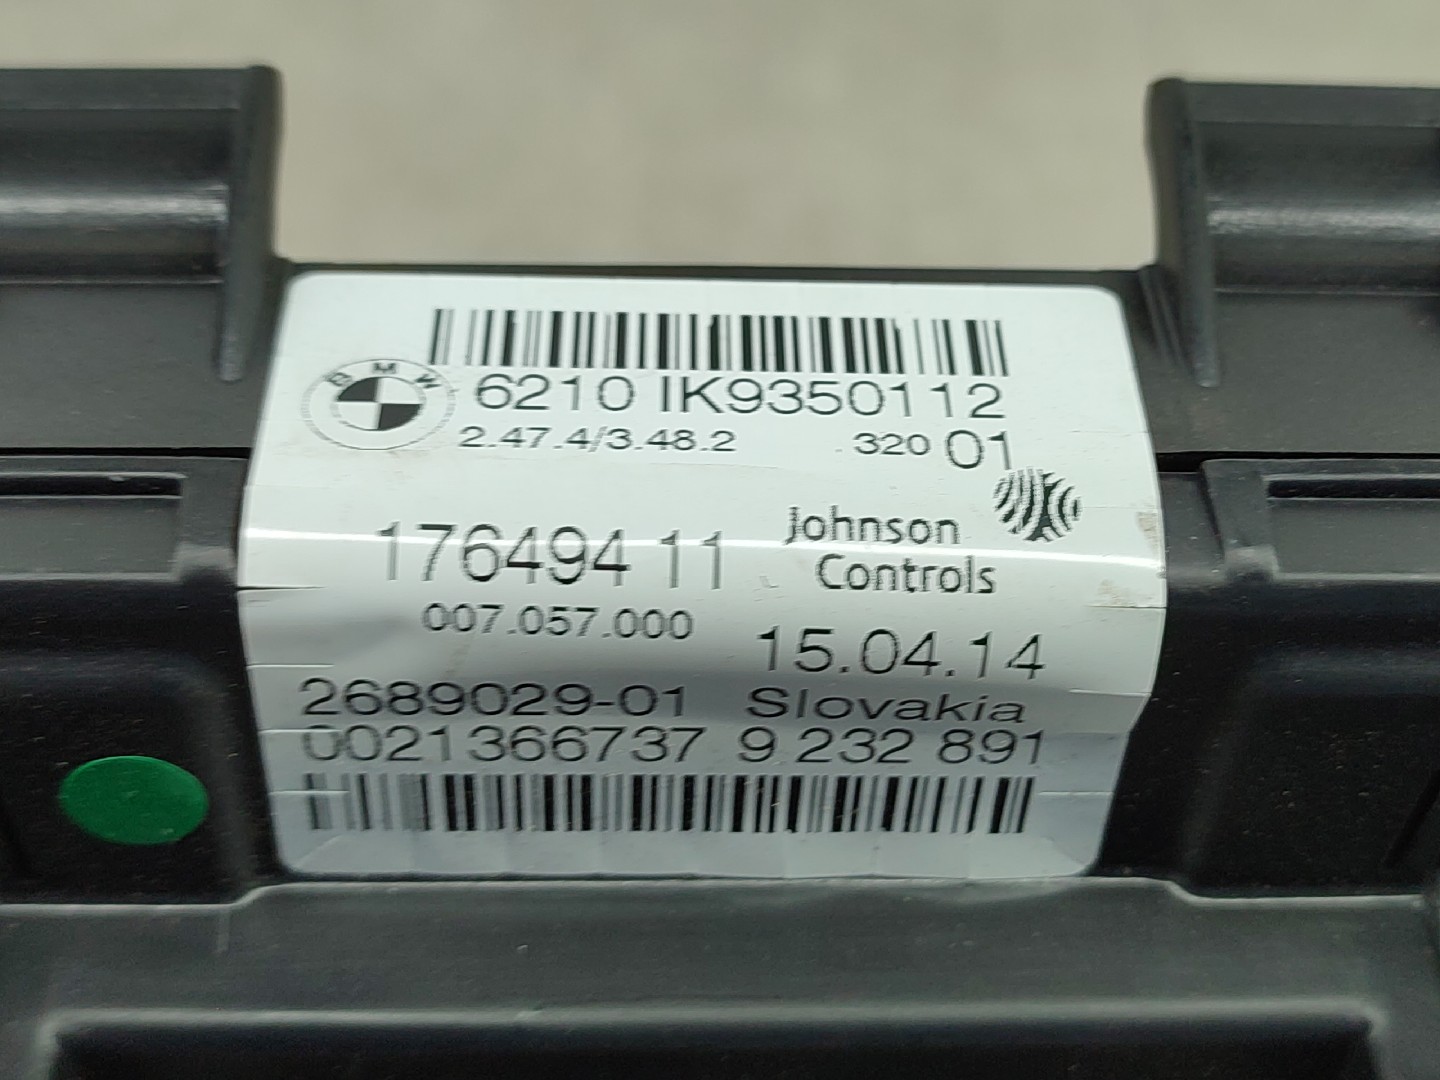 BMW
6210 IK9350112
2.47.4/3.48.2 320 01
176494 11
Johnson
Controls
007.057.000
15.04.14
2689029-01 Slovakia
0021366737 9 232 891